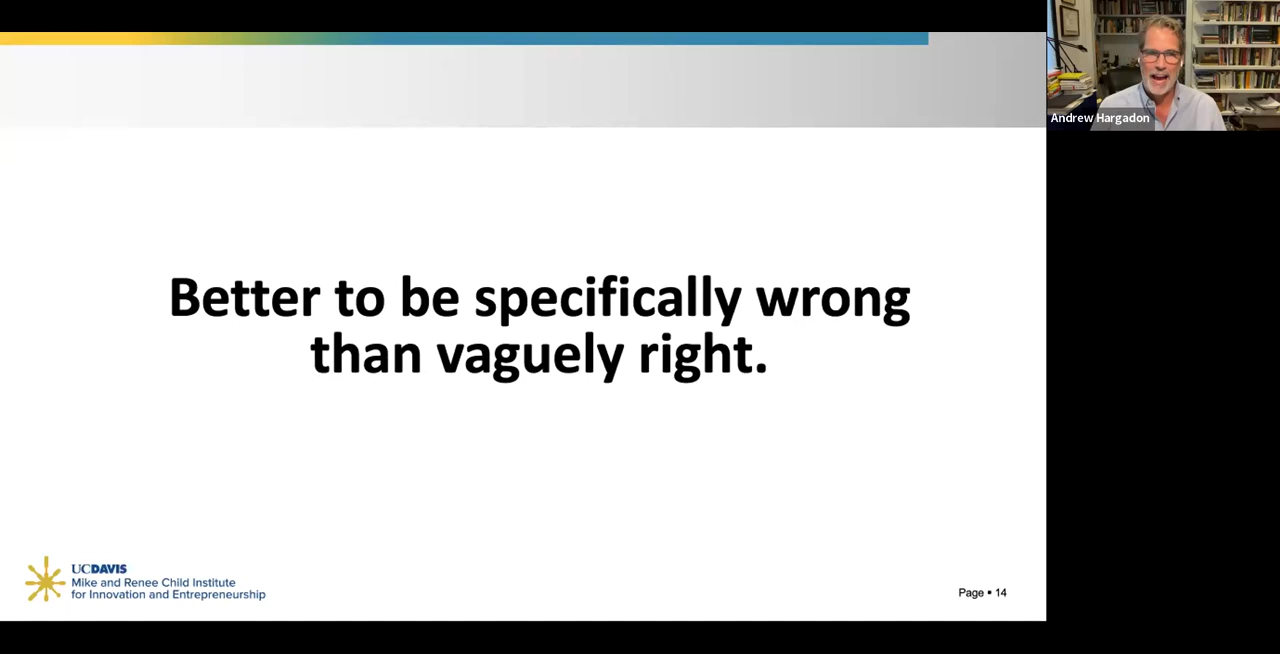 Andrew Hargadon
Better to be specifically wrong
than vaguely right.
UCDAVIS
Mike and Renee Child Institute
for Innovation and Entrepreneurship
Page • 14